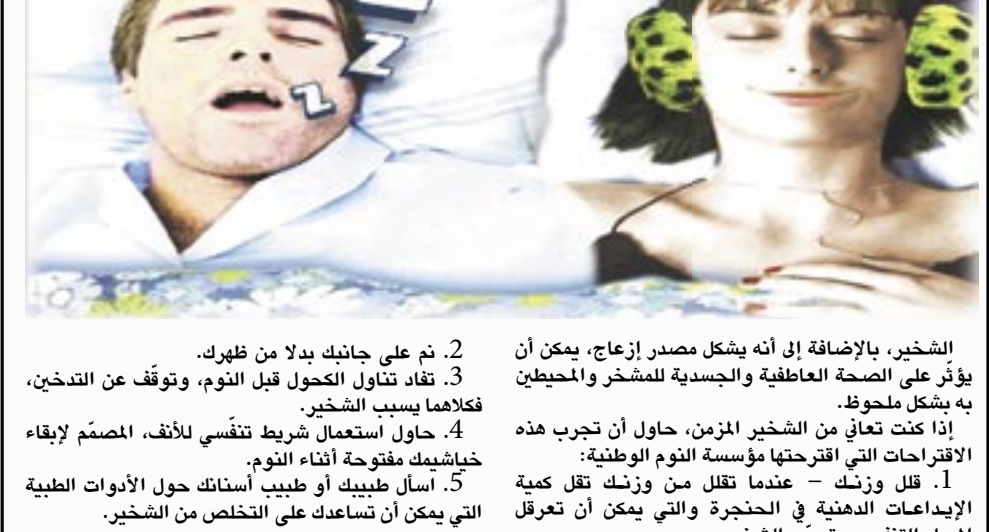 الشخير، بالإضافة إلى أنه يشكل مصدر إزعاج، يمكن أن
يؤثّر على الصحة العاطفية والجسدية للمشخر والمحيطين
به بشكل ملحوظ.
إذا كنت تعاني من الشخير المزمن، حاول أن تجرب هذه
الاقتراحات التي اقترحتها مؤسسة النوم الوطنية:
1. قلل وزنك – عندما تقلل من وزنك تقل كمية
الإيداعات الدهنية في الحنجرة والتي يمكن أن تعرقل
2. نم على جانبك بدلا من ظهرك.
3. تفاد تناول الكحول قبل النوم، وتوقّف عن التدخين،
فكلاهما يسبب الشخير.
4. حاول استعمال شريط تنفّسي للأنف، المصمّم لإبقاء
خياشيمك مفتوحة أثناء النوم.
5. اسأل طبيبك أو طبيب أسنانك حول الأدوات الطبية
التي يمكن أن تساعدك على التخلص من الشخير.
Z
Z